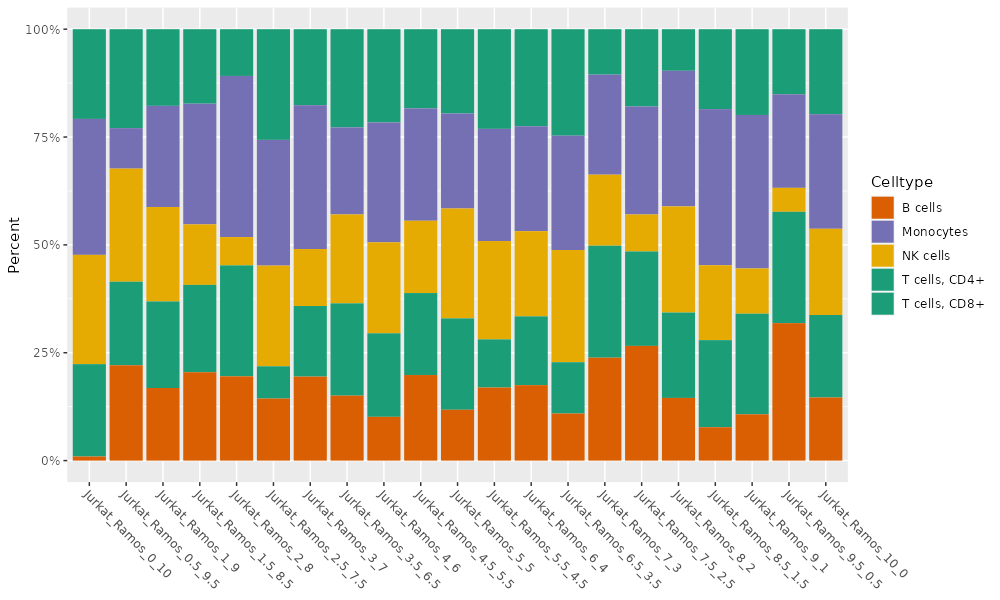 100%
75%
50%
25%
0%
Percent
Jurkat_Ramos_0_10
Jurkat_Ramos_0.5_9.5
Jurkat_Ramos_1_9
Jurkat_Ramos_1.5_8.5
Jurkat_Ramos_2_8
Jurkat_Ramos_2.5_7.5
Jurkat_Ramos_3_7
Jurkat_Ramos_3.5_6.5
Jurkat_Ramos_4_6
Jurkat_Ramos_4.5_5.5
Jurkat_Ramos_5_5
Jurkat_Ramos_5.5_4.5
Jurkat_Ramos_6_4
Jurkat_Ramos_6.5_3.5
Jurkat_Ramos_7_3
Jurkat_Ramos_7.5_2.5
Jurkat_Ramos_8_2
Jurkat_Ramos_8.5_1.5
Jurkat_Ramos_9_1
Jurkat_Ramos_9.5_0.5
Jurkat_Ramos_10_0
Celltype
B cells
Monocytes
NK cells
T cells, CD4+
T cells, CD8+